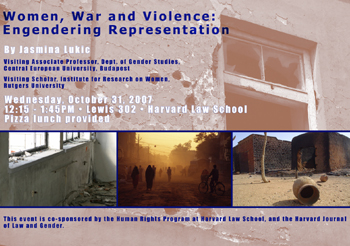 Women, War and Violence:
Engendering Representation
By Jasmina Lukic
Visiting Associate Professor, Dept. of Gender Studies,
Central European University, Budapest
Visiting Scholar, Institute for Research on Women,
Rutgers University
Wednesday, October 31, 2007
12:15 - 1:45PM • Lewis 302 • Harvard Law School
Pizza lunch provided
This event is co-sponsored by the Human Rights Program at Harvard Law School, and the Harvard Journal
of Law and Gender.